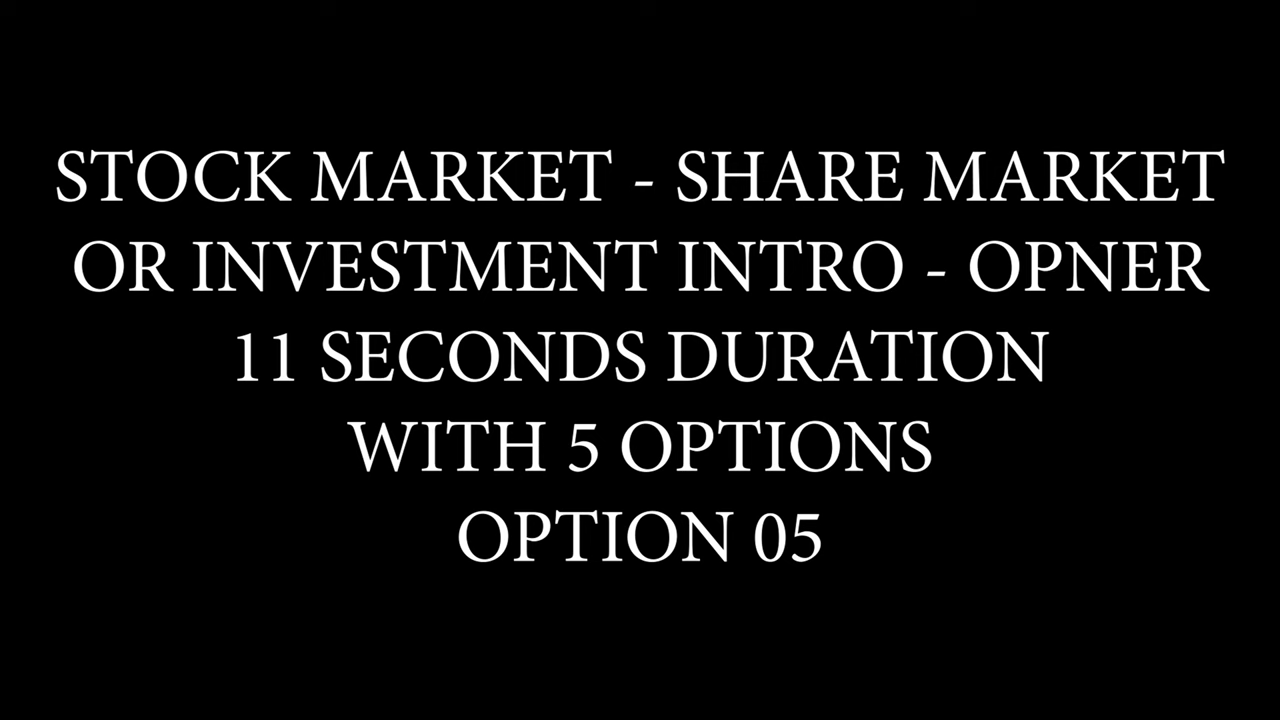 STOCK MARKET - SHARE MARKET
OR INVESTMENT INTRO - OPNER
11 SECONDS DURATION
WITH 5 OPTIONS
OPTION 05